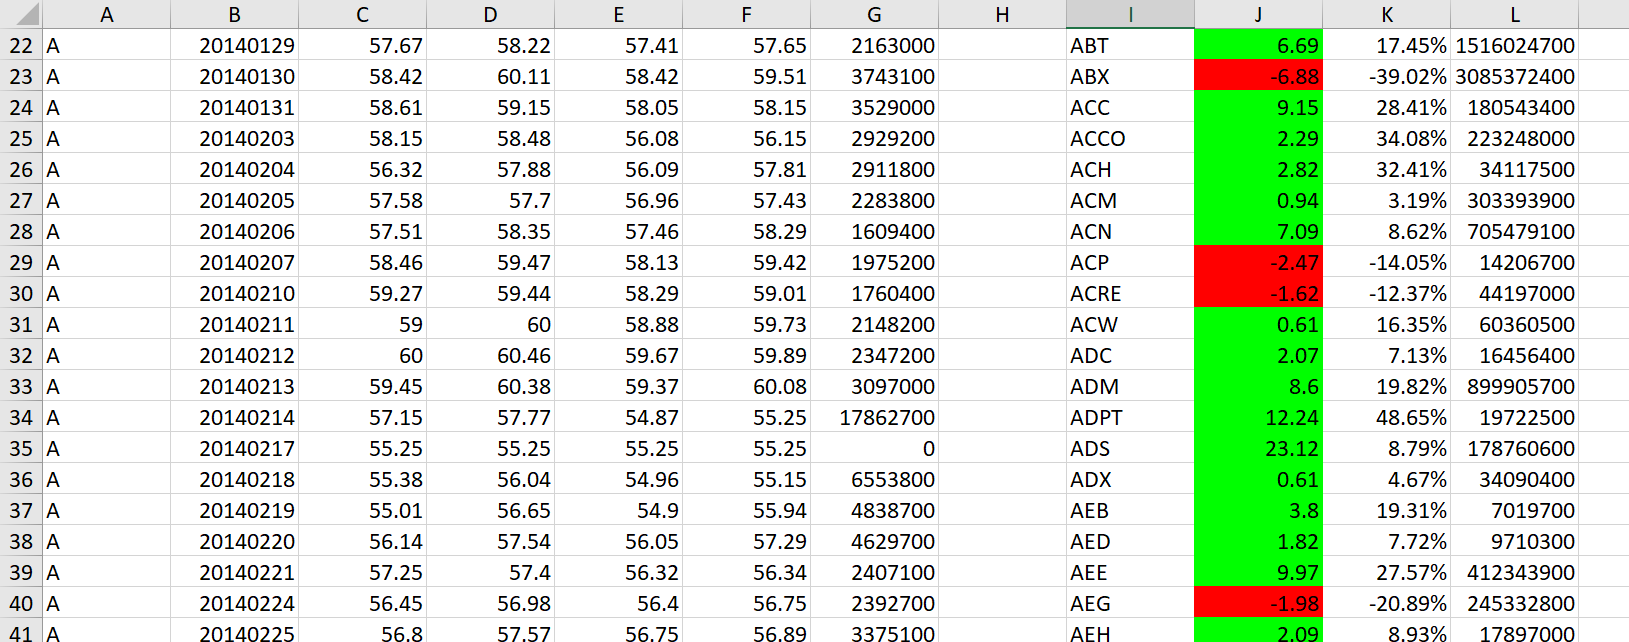 A B C D E F G H I J K L
22 A 20140129 57.67 58.22 57.41 57.65 2163000 ABT 6.69 17.45% 1516024700
23 A 20140130 58.42 60.11 58.42 59.51 3743100 ABX -6.88 -39.02% 3085372400
24 A 20140131 58.61 59.15 58.05 58.15 3529000 ACC 9.15 28.41% 180543400
25 A 20140203 58.15 58.48 56.08 56.15 2929200 ACCO 2.29 34.08% 223248000
26 A 20140204 56.32 57.88 56.09 57.81 2911800 ACH 2.82 32.41% 34117500
27 A 20140205 57.58 57.7 56.96 57.43 2283800 ACM 0.94 3.19% 303393900
28 A 20140206 57.51 58.35 57.46 58.29 1609400 ACN 7.09 8.62% 705479100
29 A 20140207 58.46 59.47 58.13 59.42 1975200 ACP -2.47 -14.05% 14206700
30 A 20140210 59.27 59.44 58.29 59.01 1760400 ACRE -1.62 -12.37% 44197000
31 A 20140211 59 60 58.88 59.73 2148200 ACW 0.61 16.35% 60360500
32 A 20140212 60 60.46 59.67 59.89 2347200 ADC 2.07 7.13% 16456400
33 A 20140213 59.45 60.38 59.37 60.08 3097000 ADM 8.6 19.82% 899905700
34 A 20140214 57.15 57.77 54.87 55.25 17862700 ADPT 12.24 48.65% 19722500
35 A 20140217 55.25 55.25 55.25 55.25 0 ADS 23.12 8.79% 178760600
36 A 20140218 55.38 56.04 54.96 55.15 6553800 ADX 0.61 4.67% 34090400
37 A 20140219 55.01 56.65 54.9 55.94 4838700 AEB 3.8 19.31% 7019700
38 A 20140220 56.14 57.54 56.05 57.29 4629700 AED 1.82 7.72% 9710300
39 A 20140221 57.25 57.4 56.32 56.34 2407100 AEE 9.97 27.57% 412343900
40 A 20140224 56.45 56.98 56.4 56.75 2392700 AEG -1.98 -20.89% 245332800
41 A 20140225 56.8 57.57 56.75 56.89 3375100 AEH 2.09 8.93% 17897000